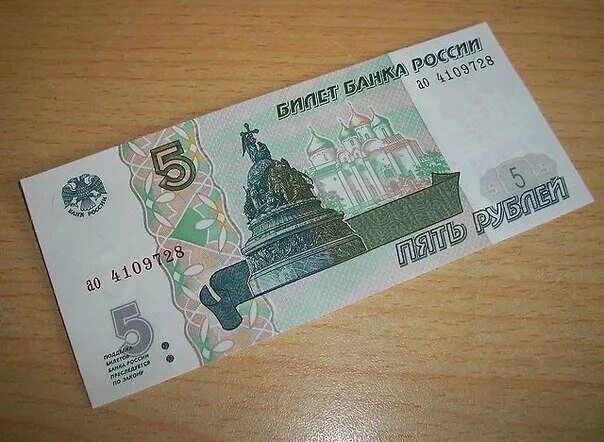 БИЛЕТ БАНКА РОССИИ
ао 4109728
5
БАНК РОССИИ
5
ПЯТЬ РУБЛЕЙ
ао 4109728
5
ПОДДЕЛКА
БИЛЕТОВ
БАНКА РОССИИ
ПРЕСЛЕДУЕТСЯ
ПО ЗАКОНУ